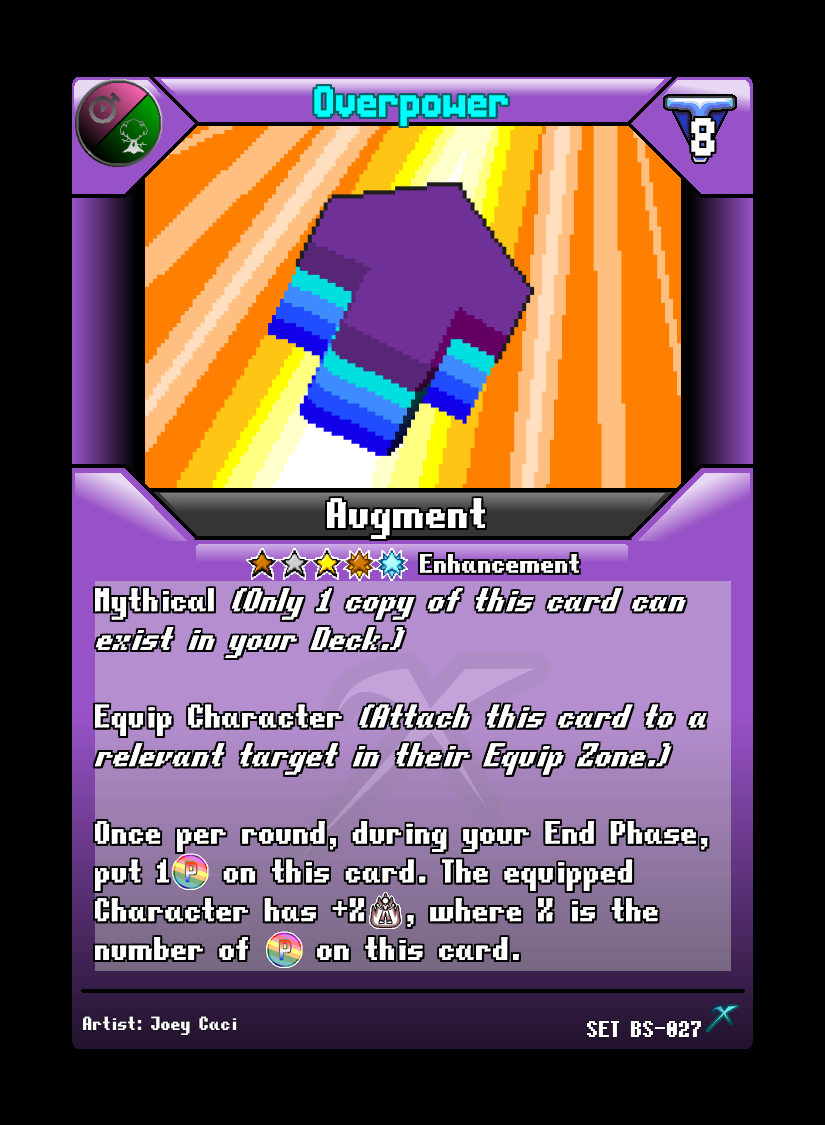 Overpower
8
Augment
Enhancement
Mythical (Only 1 copy of this card can
exist in your Deck.)
Equip Character (Attach this card to a
relevant target in their Equip Zone.)
Once per round, during your End Phase,
put 1 P on this card. The equipped
Character has +X , where X is the
number of P on this card.
Artist: Joey Caci
SET BS-027